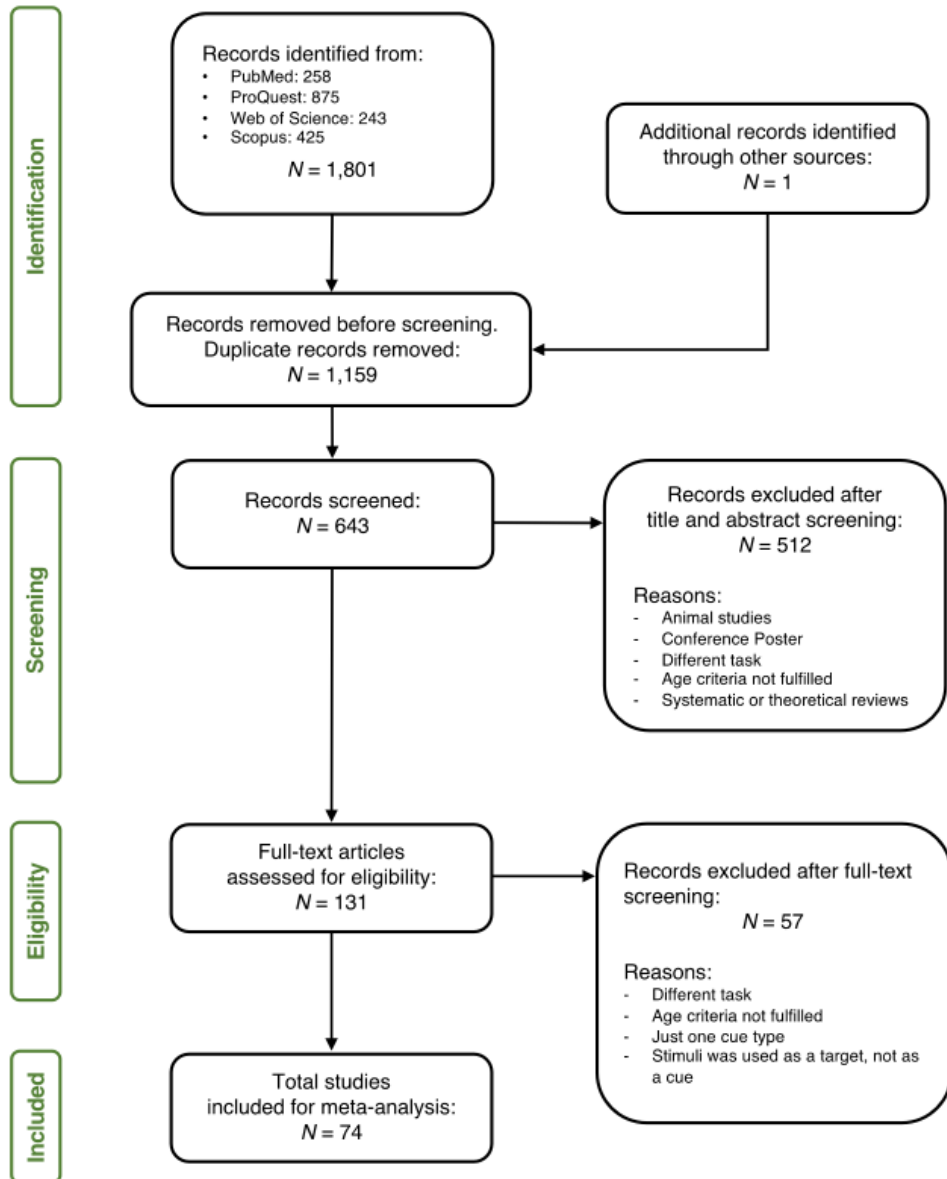 Identification
Records identified from:
• PubMed: 258
• ProQuest: 875
• Web of Science: 243
• Scopus: 425
N = 1,801
Additional records identified
through other sources:
N = 1
Records removed before screening.
Duplicate records removed:
N = 1,159
Screening
Records screened:
N = 643
Records excluded after
title and abstract screening:
N = 512
Reasons:
- Animal studies
- Conference Poster
- Different task
- Age criteria not fulfilled
- Systematic or theoretical reviews
Eligibility
Full-text articles
assessed for eligibility:
N = 131
Records excluded after full-text
screening:
N = 57
Reasons:
- Different task
- Age criteria not fulfilled
- Just one cue type
- Stimuli was used as a target, not as
a cue
Included
Total studies
included for meta-analysis:
N = 74